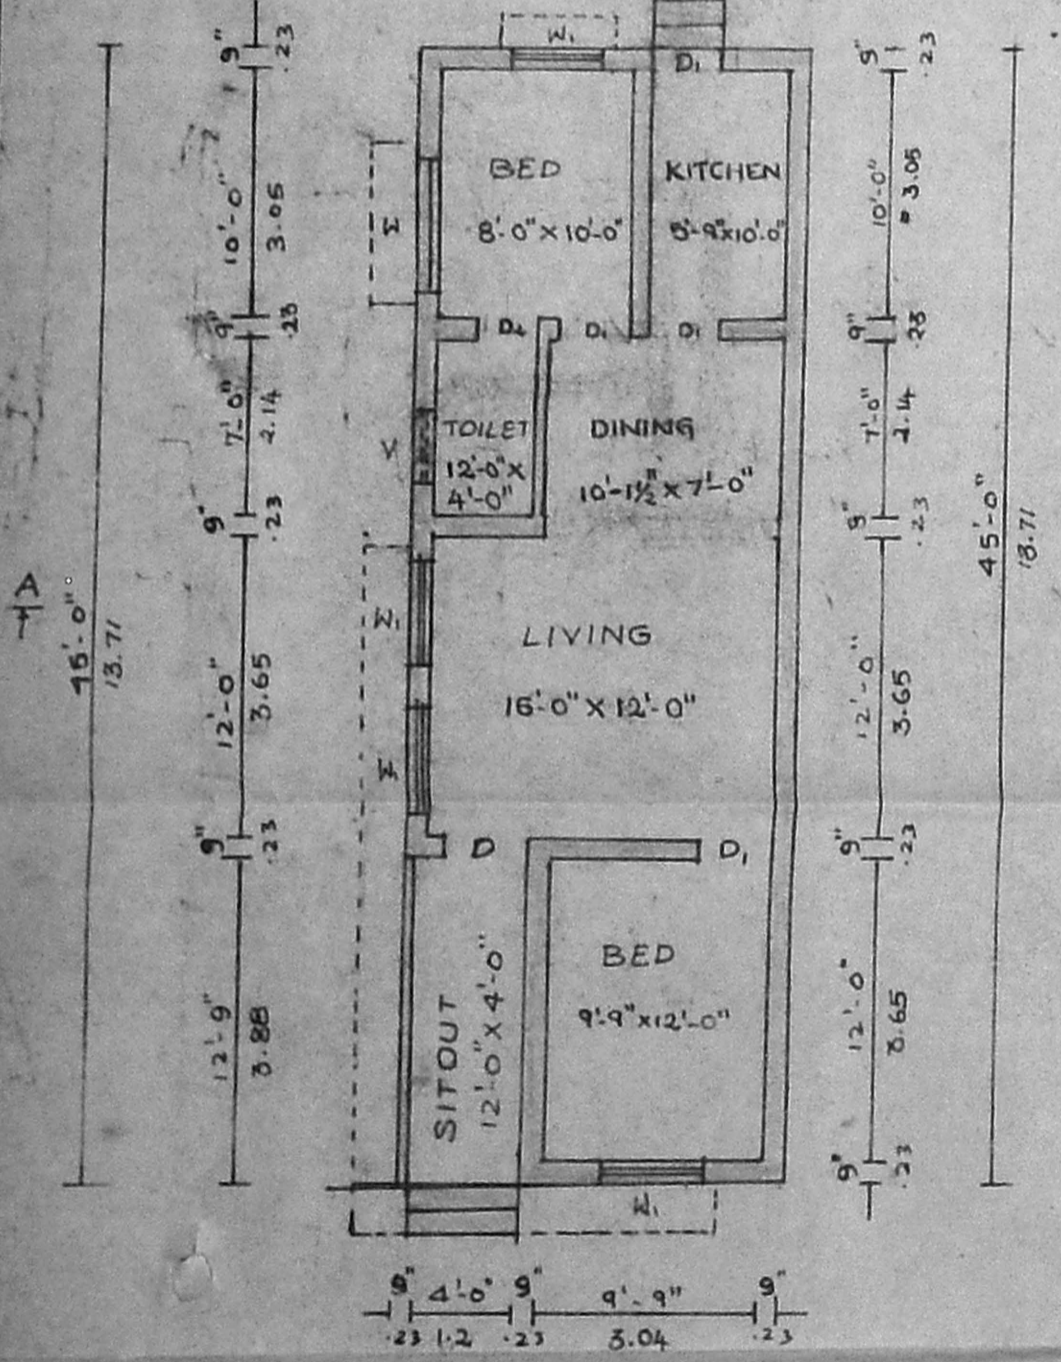 W1
D1
9"
.23
9"
.23
BED
8'-0" X 10'-0"
KITCHEN
5'-9" X 10'-0"
10'-0"
3.05
10'-0"
3.05
W
9"
.23
D2
D1
D1
9"
.23
7'-0"
2.14
V
TOILET
12'-0" X
4'-0"
DINING
10'-1½" X 7'-0"
7'-0"
2.14
9"
.23
9"
.23
A
45'-0"
13.71
45'-0"
13.71
W1
LIVING
16'-0" X 12'-0"
12'-0"
3.65
12'-0"
3.65
W
9"
.23
D
D1
9"
.23
12'-9"
3.88
SITOUT
12'-0" X 4'-0"
BED
9'-9" X 12'-0"
12'-0"
3.65
9"
.23
W1
9"
4'-0"
9"
9'-9"
9"
.23
1.2
.23
3.04
.23